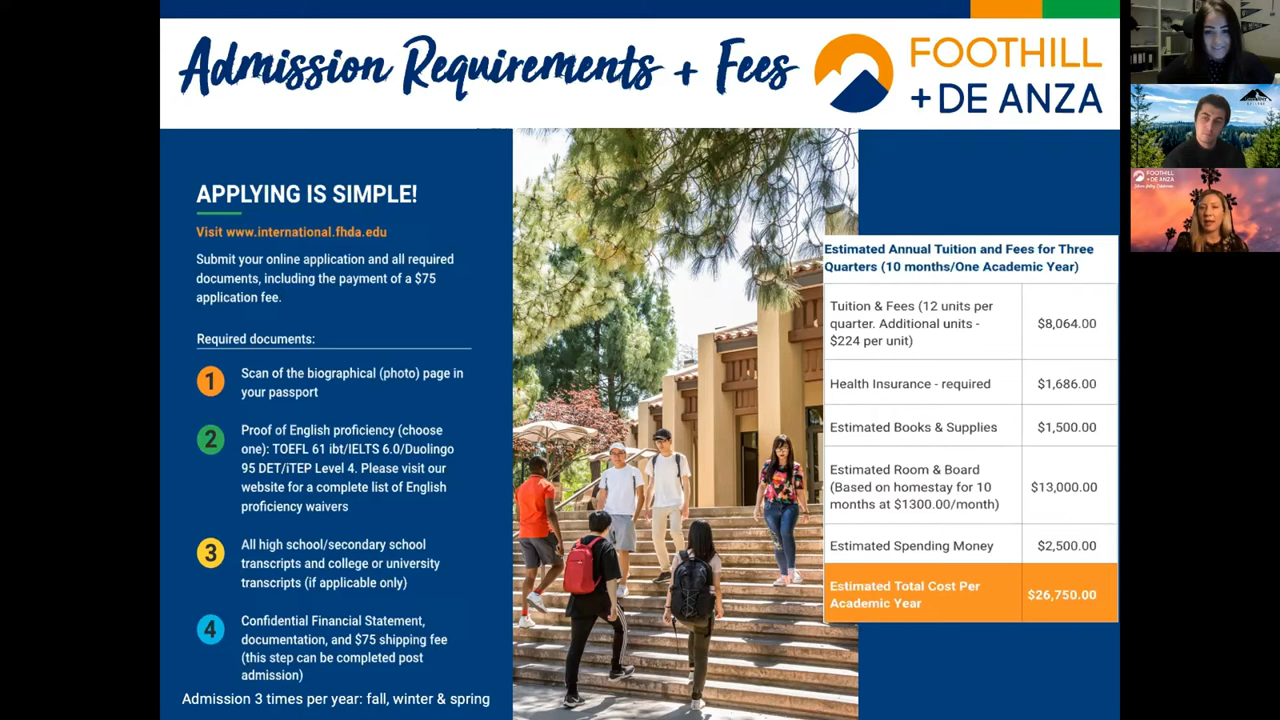 Admission Requirements + Fees
FOOTHILL
+DE ANZA
APPLYING IS SIMPLE!
Visit www.international.fhda.edu
Submit your online application and all required
documents, including the payment of a $75
application fee.
Required documents:
1
Scan of the biographical (photo) page in
your passport
2
Proof of English proficiency (choose
one): TOEFL 61 ibt/IELTS 6.0/Duolingo
95 DET/iTEP Level 4. Please visit our
website for a complete list of English
proficiency waivers
3
All high school/secondary school
transcripts and college or university
transcripts (if applicable only)
4
Confidential Financial Statement,
documentation, and $75 shipping fee
(this step can be completed post
admission)
Admission 3 times per year: fall, winter & spring
Estimated Annual Tuition and Fees for Three
Quarters (10 months/One Academic Year)
Tuition & Fees (12 units per
quarter. Additional units -
$224 per unit)
$8,064.00
Health Insurance - required
$1,686.00
Estimated Books & Supplies
$1,500.00
Estimated Room & Board
(Based on homestay for 10
months at $1300.00/month)
$13,000.00
Estimated Spending Money
$2,500.00
Estimated Total Cost Per
Academic Year
$26,750.00
FOOTHILL
+DE ANZA